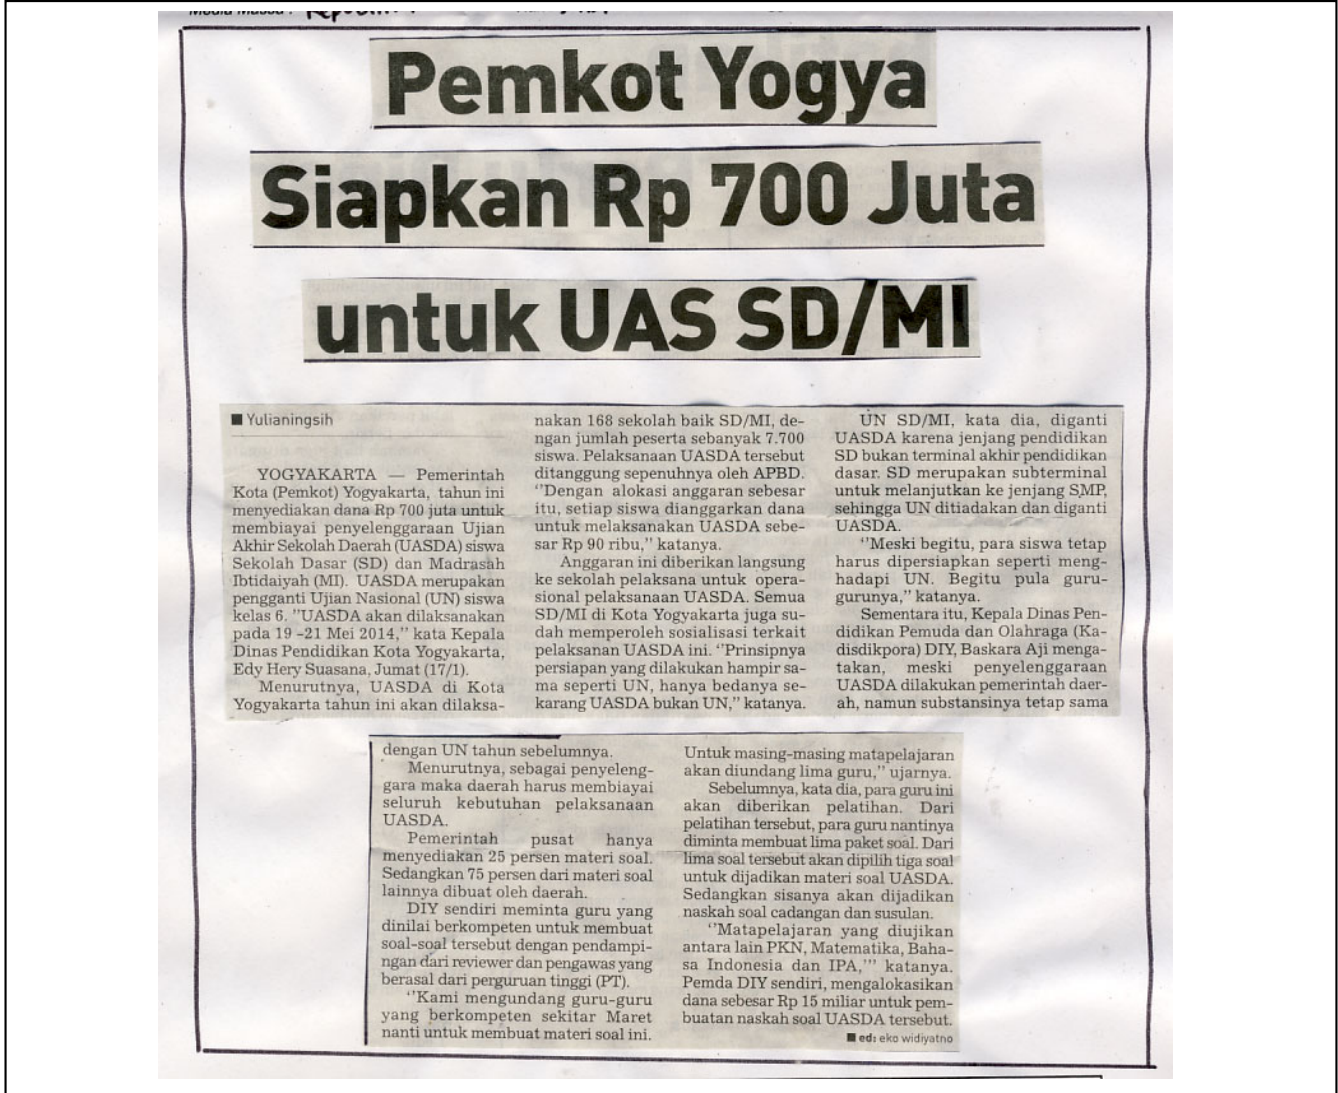 Media Massa :
Pemkot Yogya
Siapkan Rp 700 Juta
untuk UAS SD/MI
■ Yulianingsih
YOGYAKARTA — Pemerintah
Kota (Pemkot) Yogyakarta, tahun ini
menyediakan dana Rp 700 juta untuk
membiayai penyelenggaraan Ujian
Akhir Sekolah Daerah (UASDA) siswa
Sekolah Dasar (SD) dan Madrasah
Ibtidaiyah (MI). UASDA merupakan
pengganti Ujian Nasional (UN) siswa
kelas 6. "UASDA akan dilaksanakan
pada 19 –21 Mei 2014,'' kata Kepala
Dinas Pendidikan Kota Yogyakarta,
Edy Hery Suasana, Jumat (17/1).
Menurutnya, UASDA di Kota
Yogyakarta tahun ini akan dilaksa-
nakan 168 sekolah baik SD/MI, de-
ngan jumlah peserta sebanyak 7.700
siswa. Pelaksanaan UASDA tersebut
ditanggung sepenuhnya oleh APBD.
‘'Dengan alokasi anggaran sebesar
itu, setiap siswa dianggarkan dana
untuk melaksanakan UASDA sebe-
sar Rp 90 ribu,'' katanya.
Anggaran ini diberikan langsung
ke sekolah pelaksana untuk opera-
sional pelaksanaan UASDA. Semua
SD/MI di Kota Yogyakarta juga su-
dah memperoleh sosialisasi terkait
pelaksanan UASDA ini. ‘'Prinsipnya
persiapan yang dilakukan hampir sa-
ma seperti UN, hanya bedanya se-
karang UASDA bukan UN,'' katanya.
UN SD/MI, kata dia, diganti
UASDA karena jenjang pendidikan
SD bukan terminal akhir pendidikan
dasar. SD merupakan subterminal
untuk melanjutkan ke jenjang SMP,
sehingga UN ditiadakan dan diganti
UASDA.
‘'Meski begitu, para siswa tetap
harus dipersiapkan seperti meng-
hadapi UN. Begitu pula guru-
gurunya,'' katanya.
Sementara itu, Kepala Dinas Pen-
didikan Pemuda dan Olahraga (Ka-
disdikpora) DIY, Baskara Aji menga-
takan, meski penyelenggaraan
UASDA dilakukan pemerintah daer-
ah, namun substansinya tetap sama
dengan UN tahun sebelumnya.
Menurutnya, sebagai penyeleng-
gara maka daerah harus membiayai
seluruh kebutuhan pelaksanaan
UASDA.
Pemerintah pusat hanya
menyediakan 25 persen materi soal.
Sedangkan 75 persen dari materi soal
lainnya dibuat oleh daerah.
DIY sendiri meminta guru yang
dinilai berkompeten untuk membuat
soal-soal tersebut dengan pendampi-
ngan dari reviewer dan pengawas yang
berasal dari perguruan tinggi (PT).
‘'Kami mengundang guru-guru
yang berkompeten sekitar Maret
nanti untuk membuat materi soal ini.
Untuk masing-masing matapelajaran
akan diundang lima guru,'' ujarnya.
Sebelumnya, kata dia, para guru ini
akan diberikan pelatihan. Dari
pelatihan tersebut, para guru nantinya
diminta membuat lima paket soal. Dari
lima soal tersebut akan dipilih tiga soal
untuk dijadikan materi soal UASDA.
Sedangkan sisanya akan dijadikan
naskah soal cadangan dan susulan.
‘'Matapelajaran yang diujikan
antara lain PKN, Matematika, Baha-
sa Indonesia dan IPA,''' katanya.
Pemda DIY sendiri, mengalokasikan
dana sebesar Rp 15 miliar untuk pem-
buatan naskah soal UASDA tersebut.
■ ed: eko widiyatno